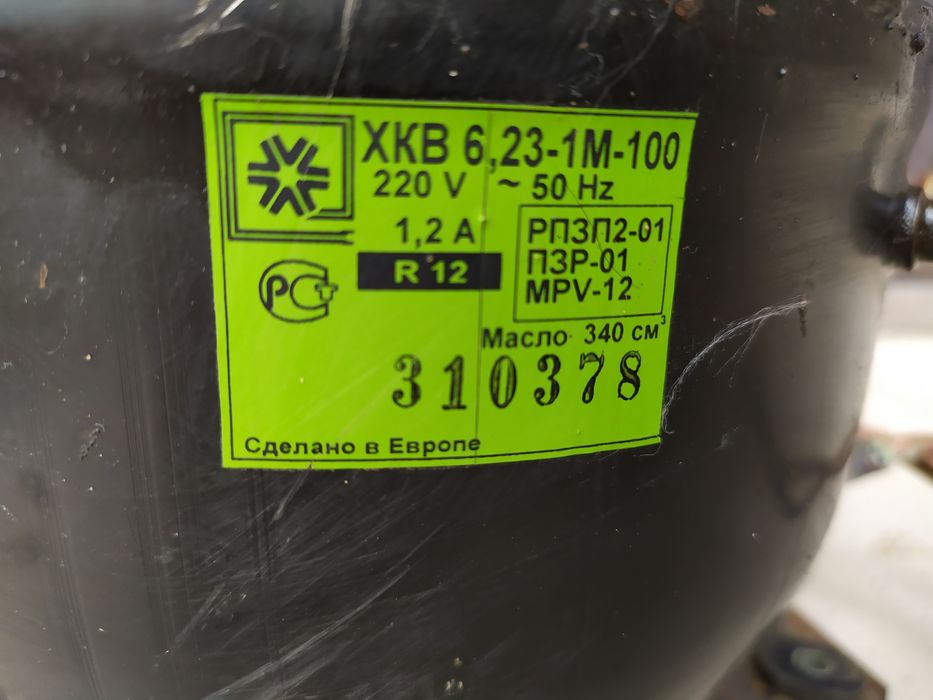 ХКВ 6,23-1М-100
220 V ~ 50 Hz
1,2 A
R 12
РПЗП2-01
ПЗР-01
MPV-12
РСТ
Масло 340 см³
310378
Сделано в Европе